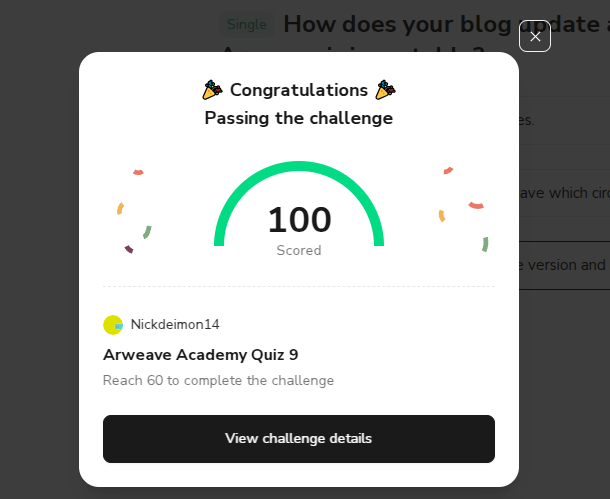 Single How does your blog update a
🎉 Congratulations 🎉
Passing the challenge
es.
ave which circ
100
Scored
e version and
Nickdeimon14
Arweave Academy Quiz 9
Reach 60 to complete the challenge
View challenge details